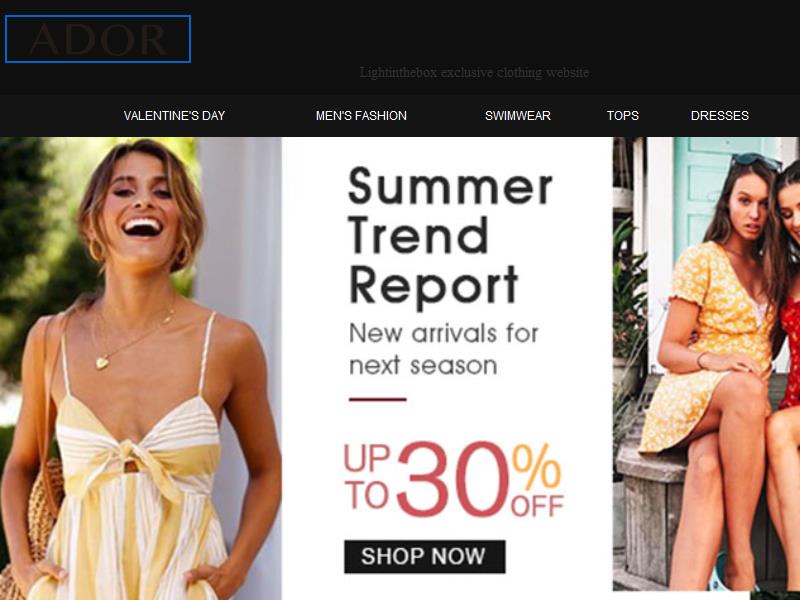 ADOR
Lightinthebox exclusive clothing website
VALENTINE'S DAY MEN'S FASHION SWIMWEAR TOPS DRESSES
Summer
Trend
Report
New arrivals for
next season
UP TO 30% OFF
SHOP NOW